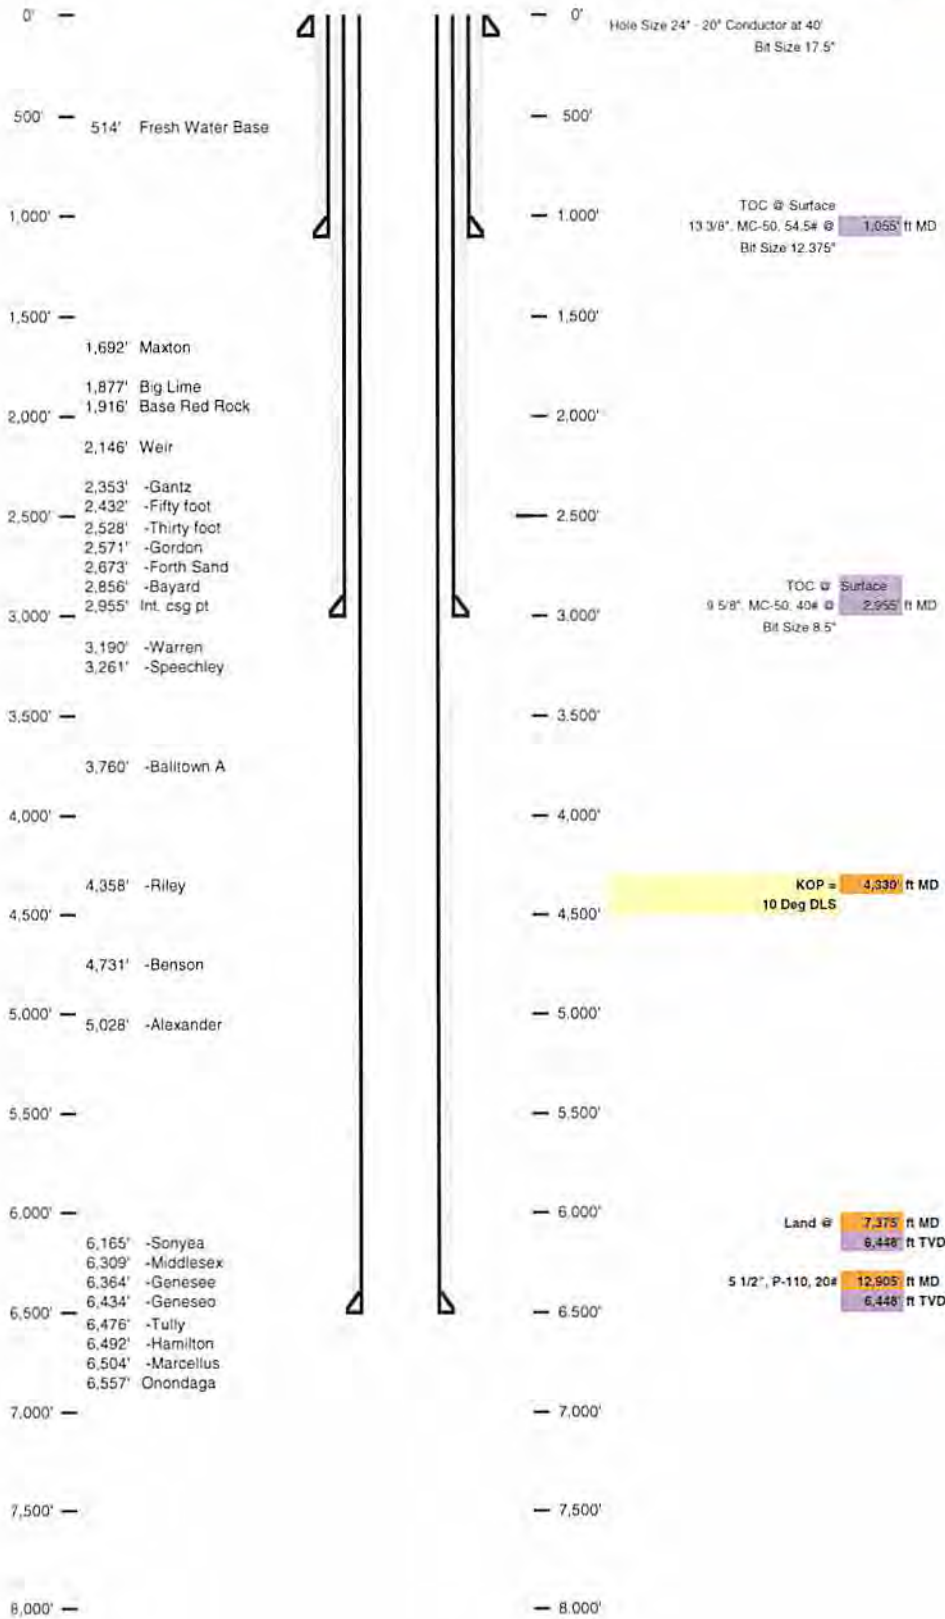 0'
0'
Hole Size 24" - 20" Conductor at 40'
Bit Size 17.5"
500'
500'
514' Fresh Water Base
TOC @ Surface
1,000'
1.000'
13 3/8", MC-50, 54.5# @ 1,055' ft MD
Bit Size 12.375"
1,500'
1,500'
1,692' Maxton
1,877' Big Lime
1,916' Base Red Rock
2,000'
2,000'
2,146' Weir
2,353' -Gantz
2,432' -Fifty foot
2,500'
2.500'
2,528' -Thirty foot
2,571' -Gordon
2,673' -Forth Sand
2,856' -Bayard
TOC @ Surface
2,955' Int. csg pt
9 5/8", MC-50, 40# @ 2,955' ft MD
3.000'
3.000'
Bit Size 8.5"
3,190' -Warren
3,261' -Speechley
3,500'
3.500'
3,760' -Balltown A
4,000'
4,000'
4,358' -Riley
KOP = 4,330' ft MD
10 Deg DLS
4,500'
4,500'
4,731' -Benson
5.000'
5.000'
5,028' -Alexander
5,500'
5,500'
6.000'
6.000'
Land @ 7,375' ft MD
6,448' ft TVD
6,165' -Sonyea
6,309' -Middlesex
6,364' -Genesee
5 1/2", P-110, 20# 12,905' ft MD
6,434' -Geneseo
6,448' ft TVD
6,500'
6.500'
6,476' -Tully
6,492' -Hamilton
6,504' -Marcellus
6,557' Onondaga
7.000'
7.000'
7,500'
7,500'
8,000'
8.000'